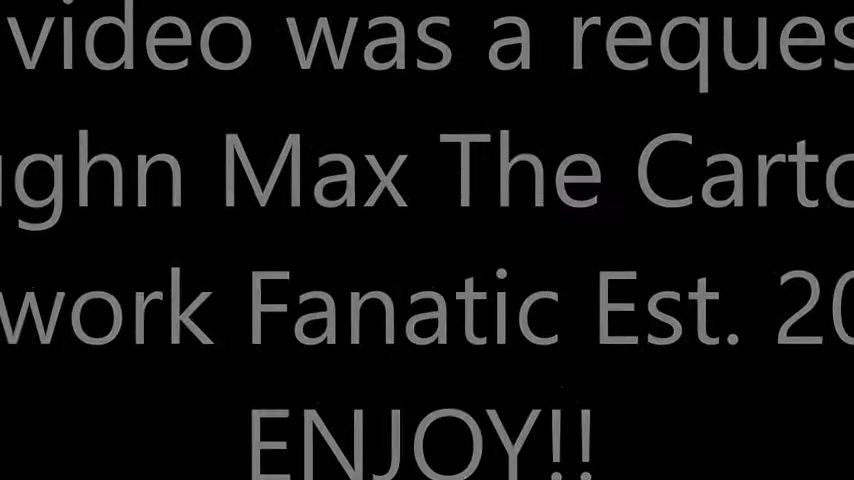 video was a reques
ghn Max The Carto
work Fanatic Est. 20
ENJOY!!